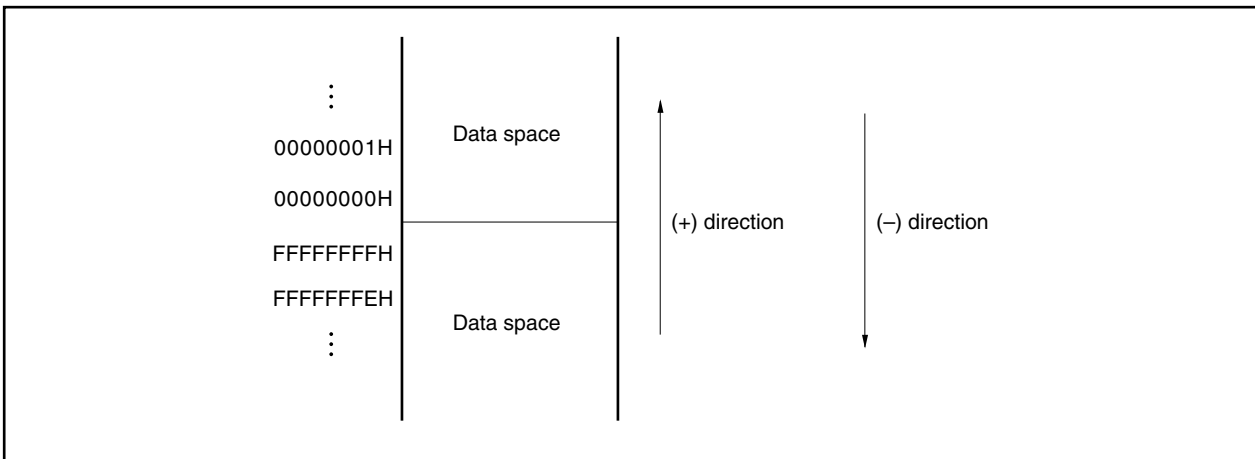 ⋮
00000001H
Data space
00000000H
(+) direction
(–) direction
FFFFFFFFH
FFFFFFFEH
Data space
⋮